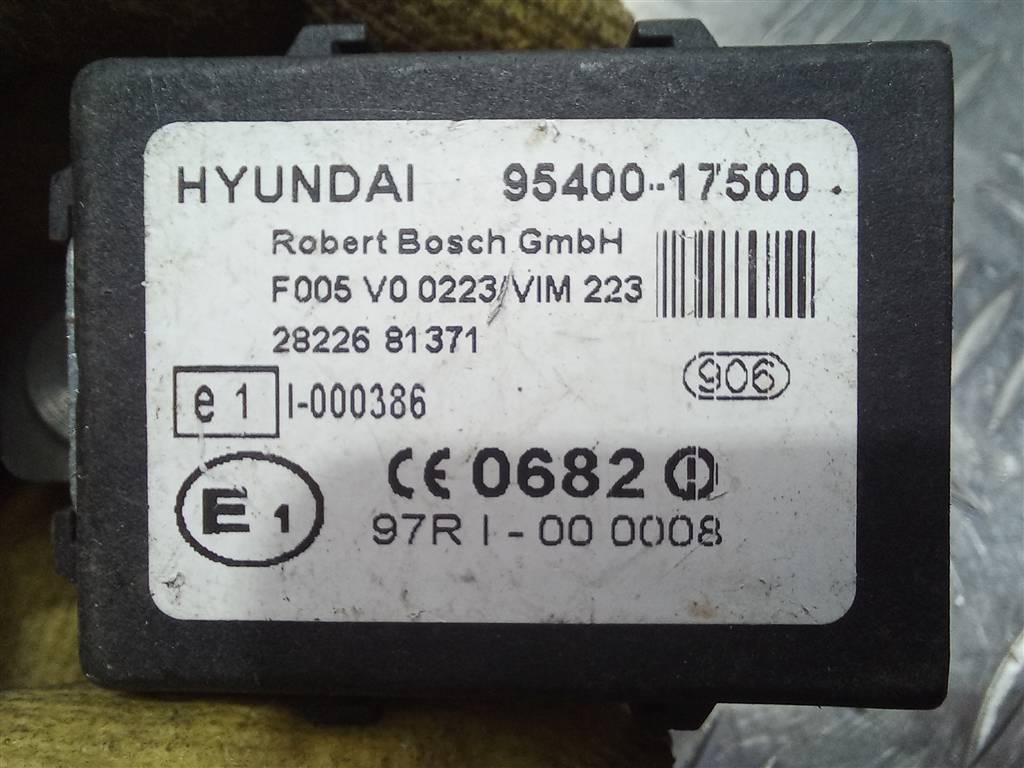 HYUNDAI 95400-17500
Robert Bosch GmbH
F005 V0 0223/VIM 223
28226 81371
906
e 1 I-000386
CE 0682
E 1
97R I - 00 0008